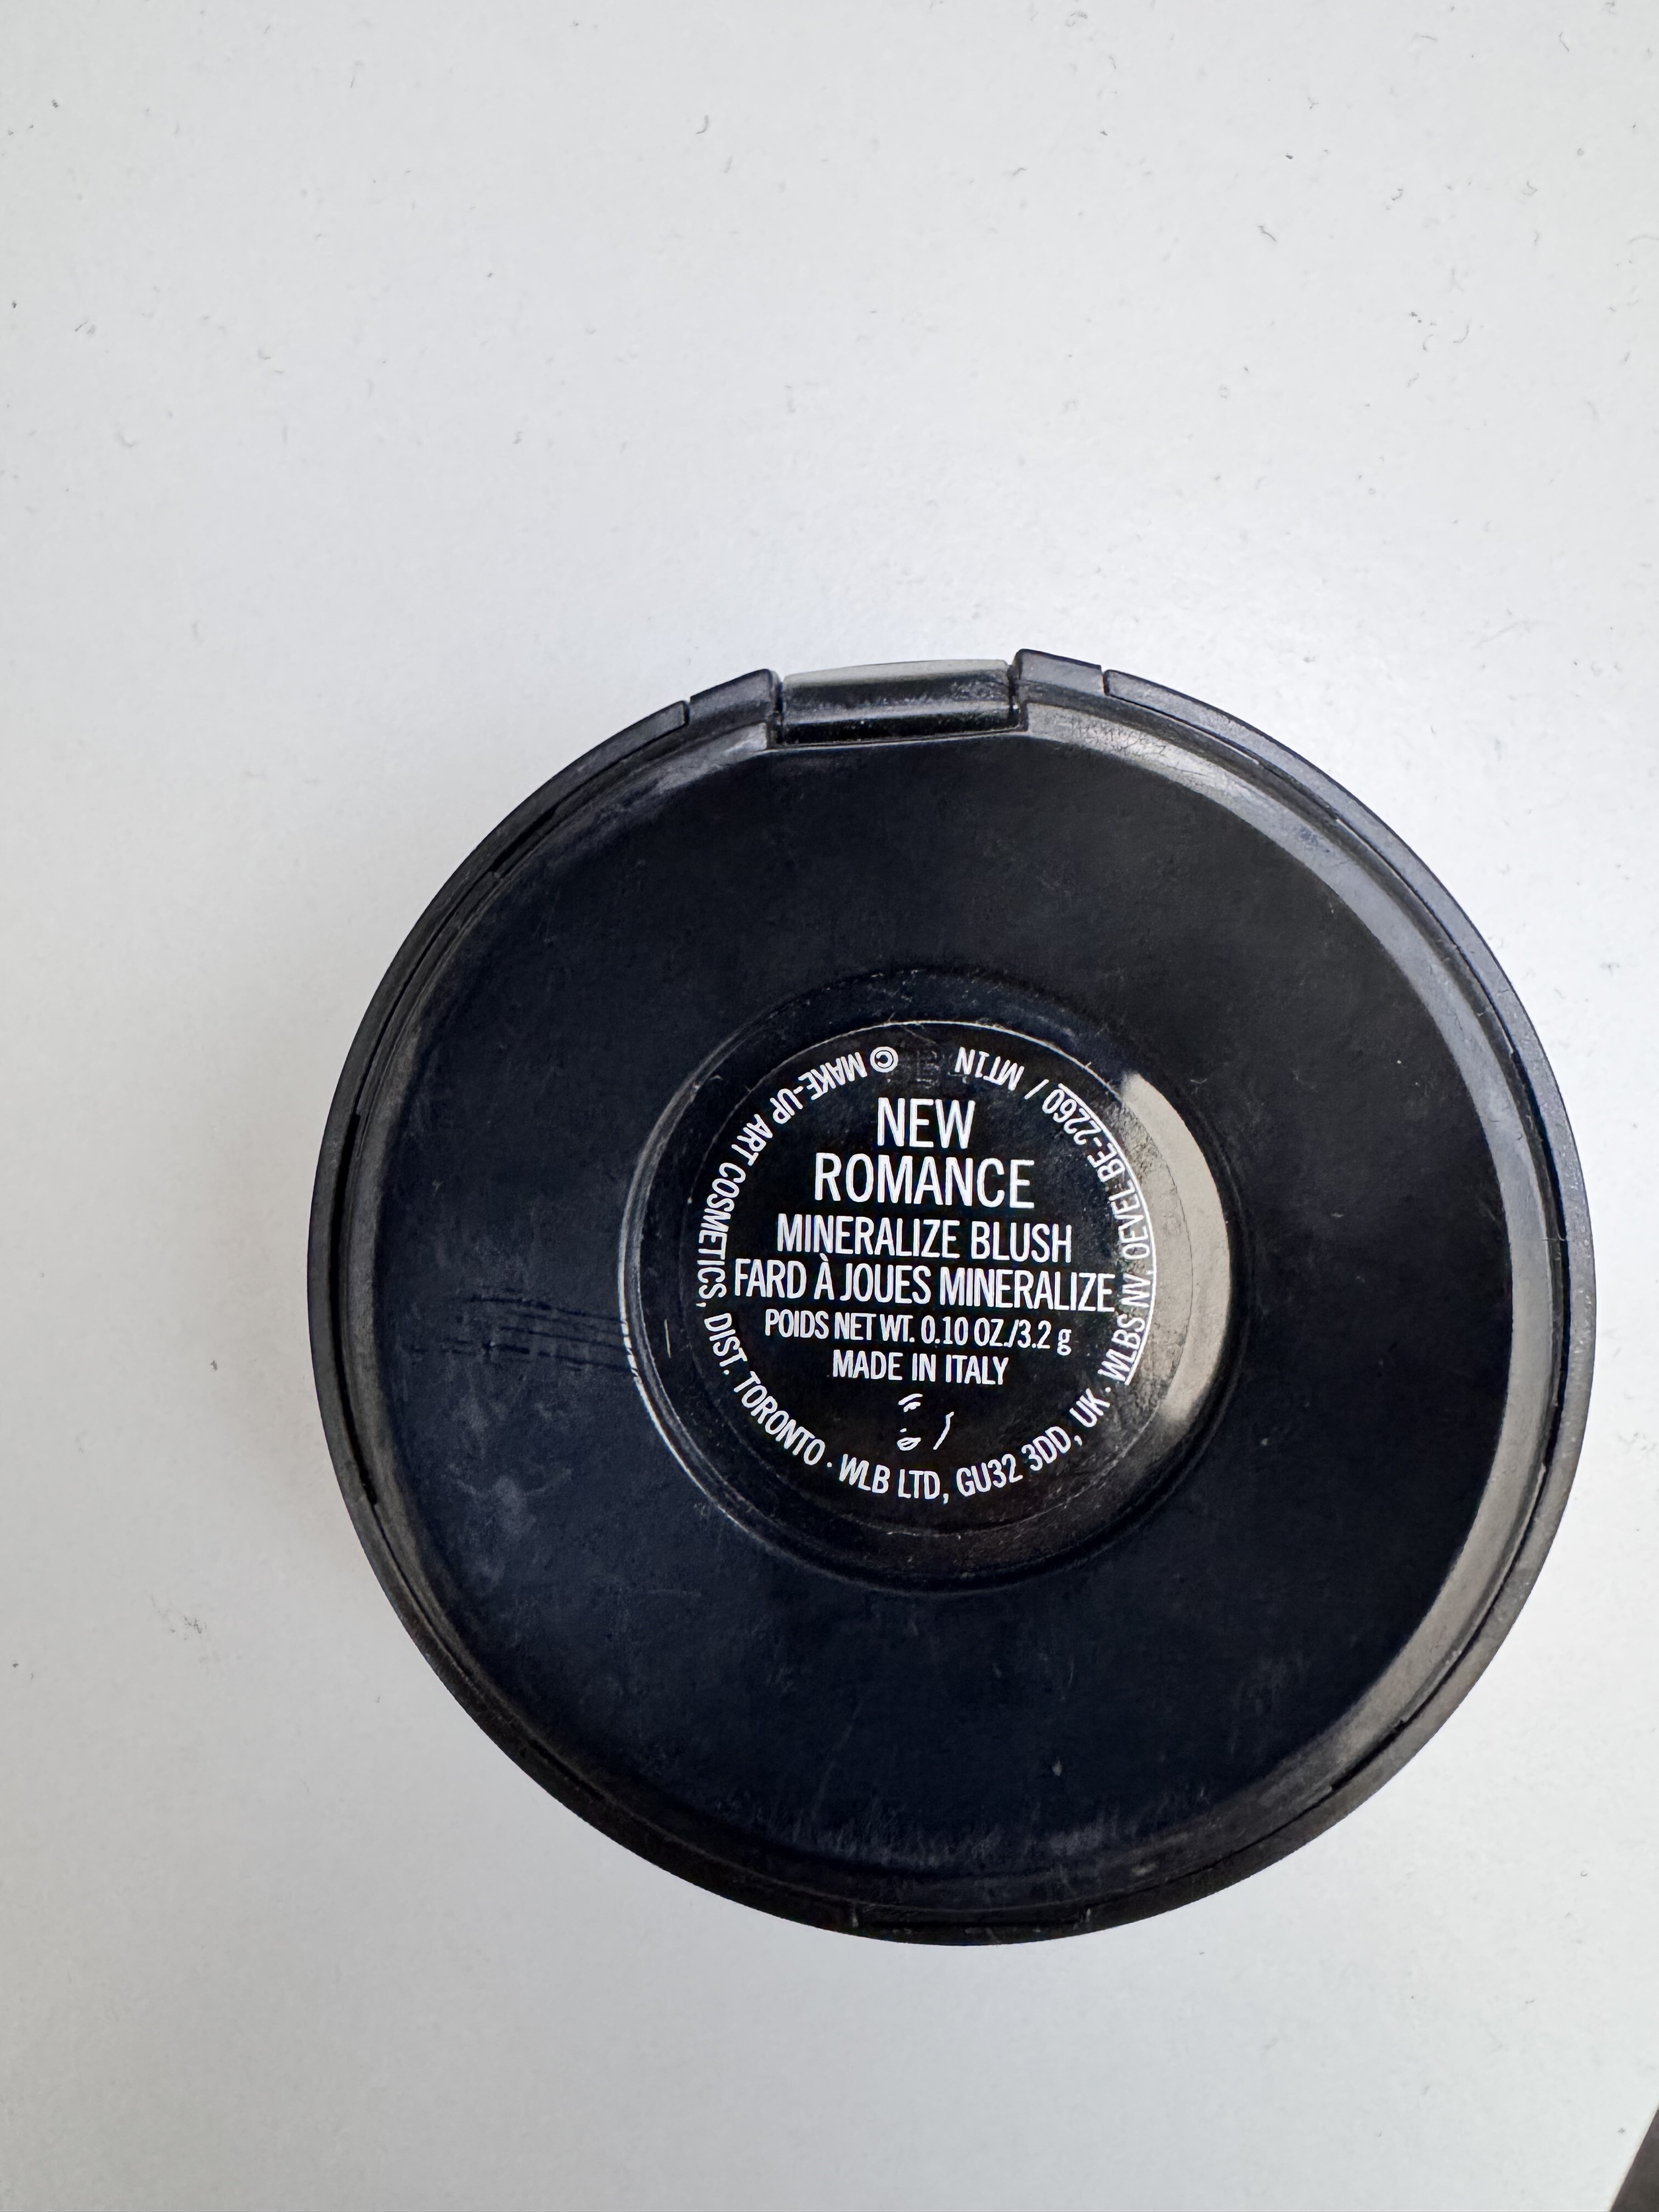 NEW
ROMANCE
MINERALIZE BLUSH
FARD À JOUES MINERALIZE
POIDS NET WT. 0.10 OZ./3.2 g
MADE IN ITALY
© MAKE-UP ART COSMETICS, DIST. TORONTO · WLB LTD, GU32 3DD, UK · WLBS NV, OEVEL BE-2260 / MT1N